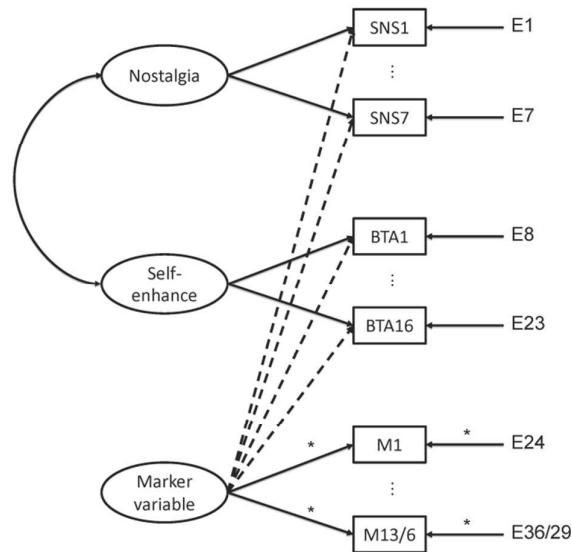 SNS1
E1
Nostalgia
SNS7
E7
BTA1
E8
Self-
enhance
BTA16
E23
*
*
M1
E24
Marker
variable
*
*
M13/6
E36/29